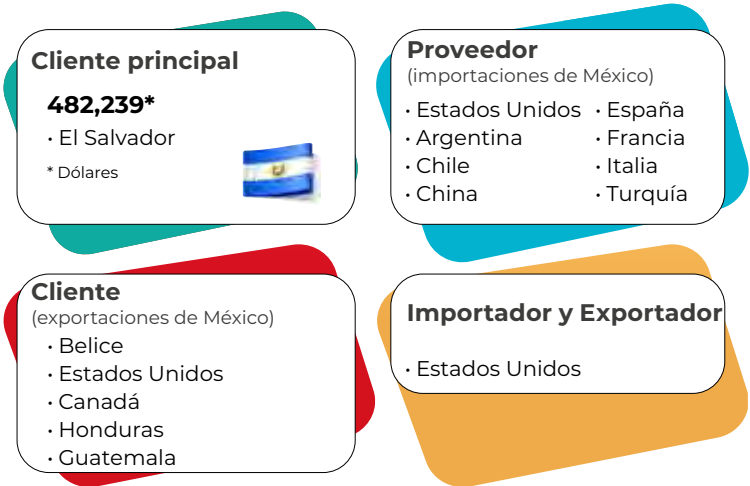 Cliente principal
482,239*
· El Salvador
* Dólares
Proveedor
(importaciones de México)
· Estados Unidos
· Argentina
· Chile
· China
· España
· Francia
· Italia
· Turquía
Cliente
(exportaciones de México)
· Belice
· Estados Unidos
· Canadá
· Honduras
· Guatemala
Importador y Exportador
· Estados Unidos